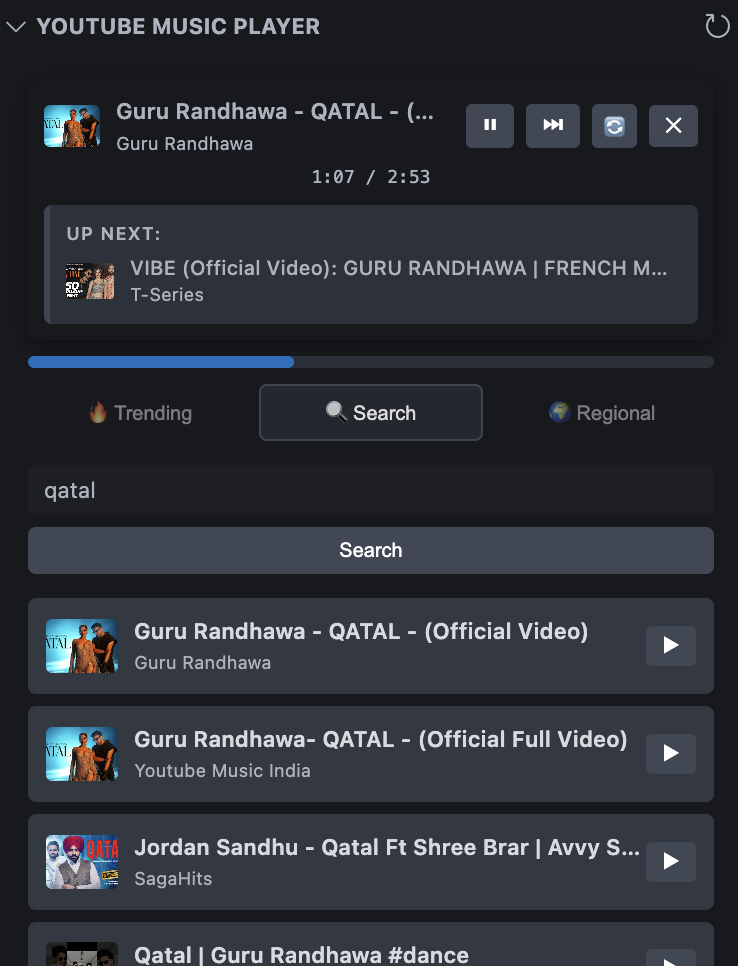 YOUTUBE MUSIC PLAYER
Guru Randhawa - QATAL - (...
Guru Randhawa
1:07 / 2:53
UP NEXT:
VIBE (Official Video): GURU RANDHAWA | FRENCH M...
T-Series
Trending
Search
Regional
qatal
Search
Guru Randhawa - QATAL - (Official Video)
Guru Randhawa
Guru Randhawa- QATAL - (Official Full Video)
Youtube Music India
QATAL
Jordan Sandhu - Qatal Ft Shree Brar | Avvy S...
SagaHits
Qatal | Guru Randhawa #dance